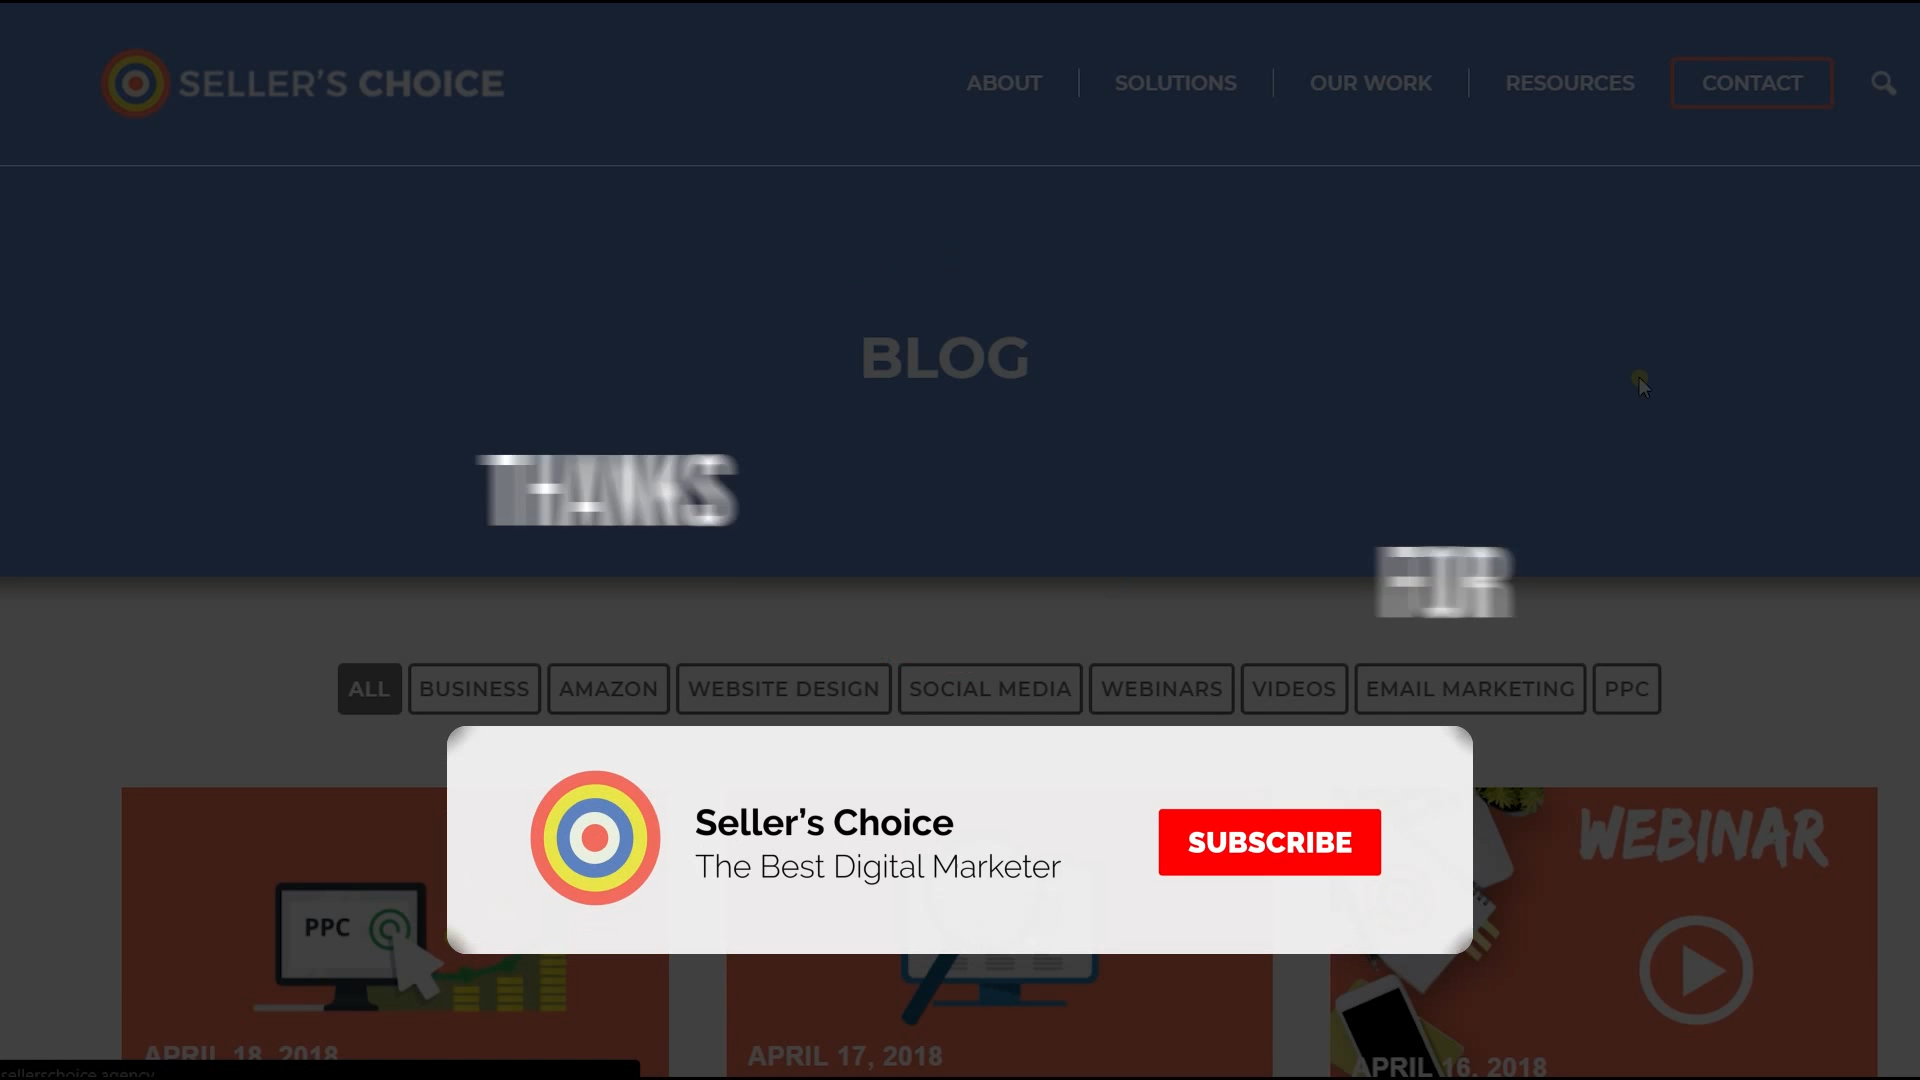 SELLER'S CHOICE
ABOUT SOLUTIONS OUR WORK RESOURCES CONTACT
BLOG
THANKS
FOR
ALL BUSINESS AMAZON WEBSITE DESIGN SOCIAL MEDIA WEBINARS VIDEOS EMAIL MARKETING PPC
Seller's Choice
The Best Digital Marketer
SUBSCRIBE
WEBINAR
PPC
APRIL 18, 2018
APRIL 17, 2018
APRIL 16, 2018
sellerschoice.agency